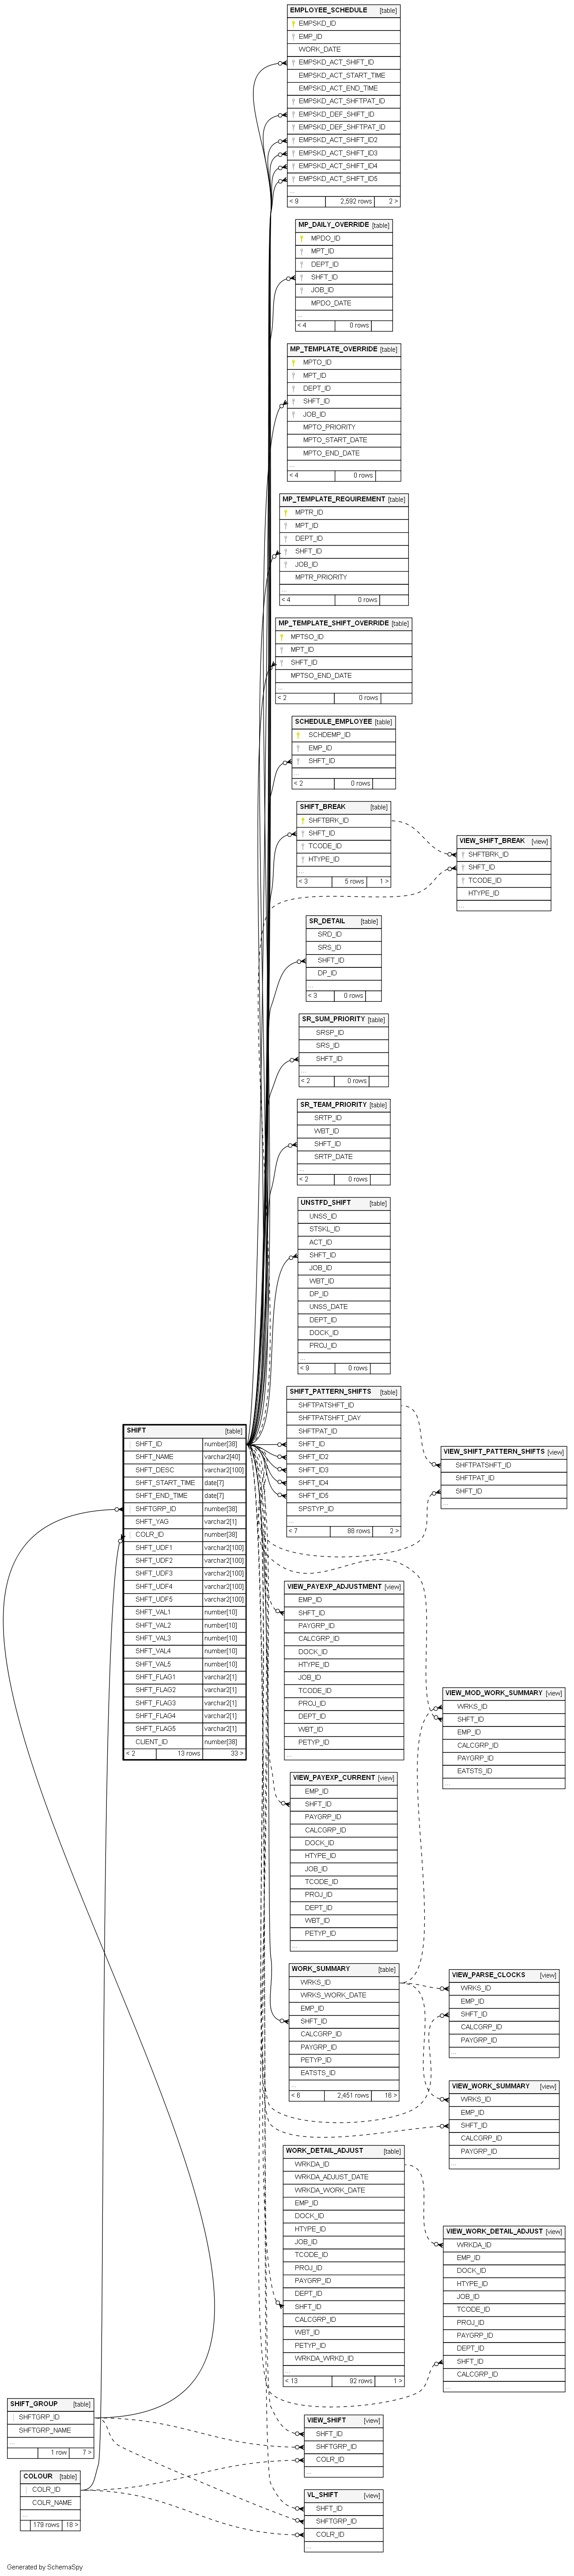 EMPLOYEE_SCHEDULE [table]
EMPSKD_ID
EMP_ID
WORK_DATE
EMPSKD_ACT_SHIFT_ID
EMPSKD_ACT_START_TIME
EMPSKD_ACT_END_TIME
EMPSKD_ACT_SHFTPAT_ID
EMPSKD_DEF_SHIFT_ID
EMPSKD_DEF_SHFTPAT_ID
EMPSKD_ACT_SHIFT_ID2
EMPSKD_ACT_SHIFT_ID3
EMPSKD_ACT_SHIFT_ID4
EMPSKD_ACT_SHIFT_ID5
...
< 9 2,592 rows 2 >
MP_DAILY_OVERRIDE [table]
MPDO_ID
MPT_ID
DEPT_ID
SHFT_ID
JOB_ID
MPDO_DATE
...
< 4 0 rows
MP_TEMPLATE_OVERRIDE [table]
MPTO_ID
MPT_ID
DEPT_ID
SHFT_ID
JOB_ID
MPTO_PRIORITY
MPTO_START_DATE
MPTO_END_DATE
...
< 4 0 rows
MP_TEMPLATE_REQUIREMENT [table]
MPTR_ID
MPT_ID
DEPT_ID
SHFT_ID
JOB_ID
MPTR_PRIORITY
...
< 4 0 rows
MP_TEMPLATE_SHIFT_OVERRIDE [table]
MPTSO_ID
MPT_ID
SHFT_ID
MPTSO_END_DATE
...
< 2 0 rows
SCHEDULE_EMPLOYEE [table]
SCHDEMP_ID
EMP_ID
SHFT_ID
...
< 2 0 rows
SHIFT_BREAK [table]
SHFTBRK_ID
SHFT_ID
TCODE_ID
HTYPE_ID
...
< 3 5 rows 1 >
VIEW_SHIFT_BREAK [view]
SHFTBRK_ID
SHFT_ID
TCODE_ID
HTYPE_ID
...
SR_DETAIL [table]
SRD_ID
SRS_ID
SHFT_ID
DP_ID
...
< 3 0 rows
SR_SUM_PRIORITY [table]
SRSP_ID
SRS_ID
SHFT_ID
...
< 2 0 rows
SR_TEAM_PRIORITY [table]
SRTP_ID
WBT_ID
SHFT_ID
SRTP_DATE
...
< 2 0 rows
UNSTFD_SHIFT [table]
UNSS_ID
STSKL_ID
ACT_ID
SHFT_ID
JOB_ID
WBT_ID
DP_ID
UNSS_DATE
DEPT_ID
DOCK_ID
PROJ_ID
...
< 9 0 rows
SHIFT_PATTERN_SHIFTS [table]
SHFTPATSHFT_ID
SHFTPATSHFT_DAY
SHFTPAT_ID
SHFT_ID
SHFT_ID2
SHFT_ID3
SHFT_ID4
SHFT_ID5
SPSTYP_ID
...
< 7 88 rows 2 >
SHIFT [table]
SHFT_ID number[38]
SHFT_NAME varchar2[40]
SHFT_DESC varchar2[100]
SHFT_START_TIME date[7]
SHFT_END_TIME date[7]
SHFTGRP_ID number[38]
SHFT_YAG varchar2[1]
COLR_ID number[38]
SHFT_UDF1 varchar2[100]
SHFT_UDF2 varchar2[100]
SHFT_UDF3 varchar2[100]
SHFT_UDF4 varchar2[100]
SHFT_UDF5 varchar2[100]
SHFT_VAL1 number[10]
SHFT_VAL2 number[10]
SHFT_VAL3 number[10]
SHFT_VAL4 number[10]
SHFT_VAL5 number[10]
SHFT_FLAG1 varchar2[1]
SHFT_FLAG2 varchar2[1]
SHFT_FLAG3 varchar2[1]
SHFT_FLAG4 varchar2[1]
SHFT_FLAG5 varchar2[1]
CLIENT_ID number[38]
< 2 13 rows 33 >
VIEW_SHIFT_PATTERN_SHIFTS [view]
SHFTPATSHFT_ID
SHFTPAT_ID
SHFT_ID
...
VIEW_PAYEXP_ADJUSTMENT [view]
EMP_ID
SHFT_ID
PAYGRP_ID
CALCGRP_ID
DOCK_ID
HTYPE_ID
JOB_ID
TCODE_ID
PROJ_ID
DEPT_ID
WBT_ID
PETYP_ID
...
VIEW_MOD_WORK_SUMMARY [view]
WRKS_ID
SHFT_ID
EMP_ID
CALCGRP_ID
PAYGRP_ID
EATSTS_ID
...
VIEW_PAYEXP_CURRENT [view]
EMP_ID
SHFT_ID
PAYGRP_ID
CALCGRP_ID
DOCK_ID
HTYPE_ID
JOB_ID
TCODE_ID
PROJ_ID
DEPT_ID
WBT_ID
PETYP_ID
...
WORK_SUMMARY [table]
WRKS_ID
WRKS_WORK_DATE
EMP_ID
SHFT_ID
CALCGRP_ID
PAYGRP_ID
PETYP_ID
EATSTS_ID
...
< 6 2,451 rows 16 >
VIEW_PARSE_CLOCKS [view]
WRKS_ID
EMP_ID
SHFT_ID
CALCGRP_ID
PAYGRP_ID
...
VIEW_WORK_SUMMARY [view]
WRKS_ID
EMP_ID
SHFT_ID
CALCGRP_ID
PAYGRP_ID
...
WORK_DETAIL_ADJUST [table]
WRKDA_ID
WRKDA_ADJUST_DATE
WRKDA_WORK_DATE
EMP_ID
DOCK_ID
HTYPE_ID
JOB_ID
TCODE_ID
PROJ_ID
PAYGRP_ID
DEPT_ID
SHFT_ID
CALCGRP_ID
WBT_ID
PETYP_ID
WRKDA_WRKD_ID
...
< 13 92 rows 1 >
VIEW_WORK_DETAIL_ADJUST [view]
WRKDA_ID
EMP_ID
DOCK_ID
HTYPE_ID
JOB_ID
TCODE_ID
PROJ_ID
PAYGRP_ID
DEPT_ID
SHFT_ID
CALCGRP_ID
...
SHIFT_GROUP [table]
SHFTGRP_ID
SHFTGRP_NAME
...
1 row 7 >
VIEW_SHIFT [view]
SHFT_ID
SHFTGRP_ID
COLR_ID
...
COLOUR [table]
COLR_ID
COLR_NAME
...
179 rows 18 >
VL_SHIFT [view]
SHFT_ID
SHFTGRP_ID
COLR_ID
...
Generated by SchemaSpy